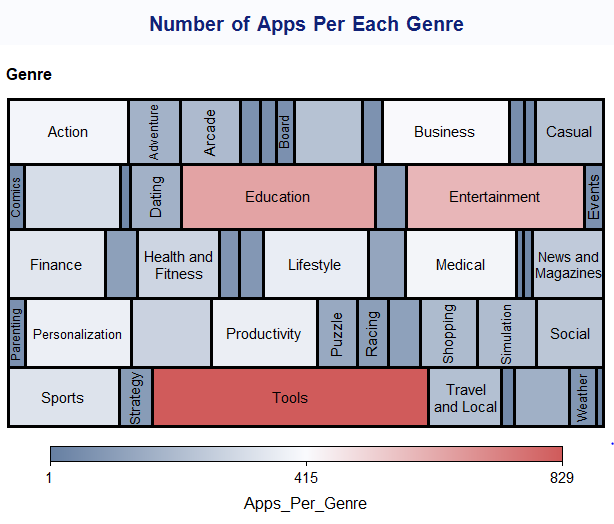 Number of Apps Per Each Genre
Genre
Action
Adventure
Arcade
Board
Business
Casual
Comics
Dating
Education
Entertainment
Events
Finance
Health and
Fitness
Lifestyle
Medical
News and
Magazines
Parenting
Personalization
Productivity
Puzzle
Racing
Shopping
Simulation
Social
Sports
Strategy
Tools
Travel
and Local
Weather
1
415
829
Apps_Per_Genre